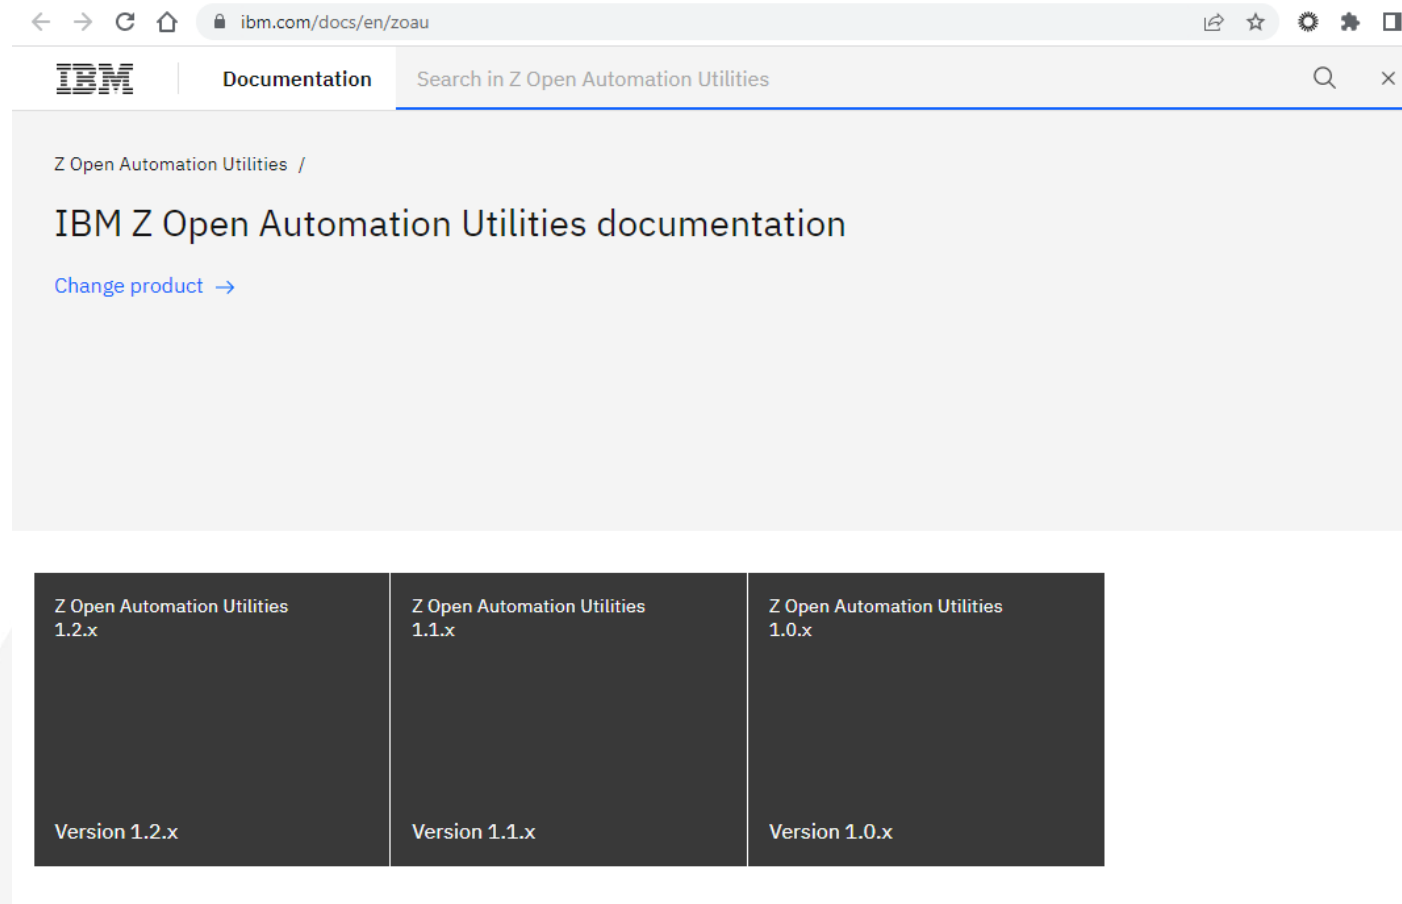 ibm.com/docs/en/zoau
IBM Documentation Search in Z Open Automation Utilities
Z Open Automation Utilities /
IBM Z Open Automation Utilities documentation
Change product →
Z Open Automation Utilities
1.2.x
Version 1.2.x
Z Open Automation Utilities
1.1.x
Version 1.1.x
Z Open Automation Utilities
1.0.x
Version 1.0.x